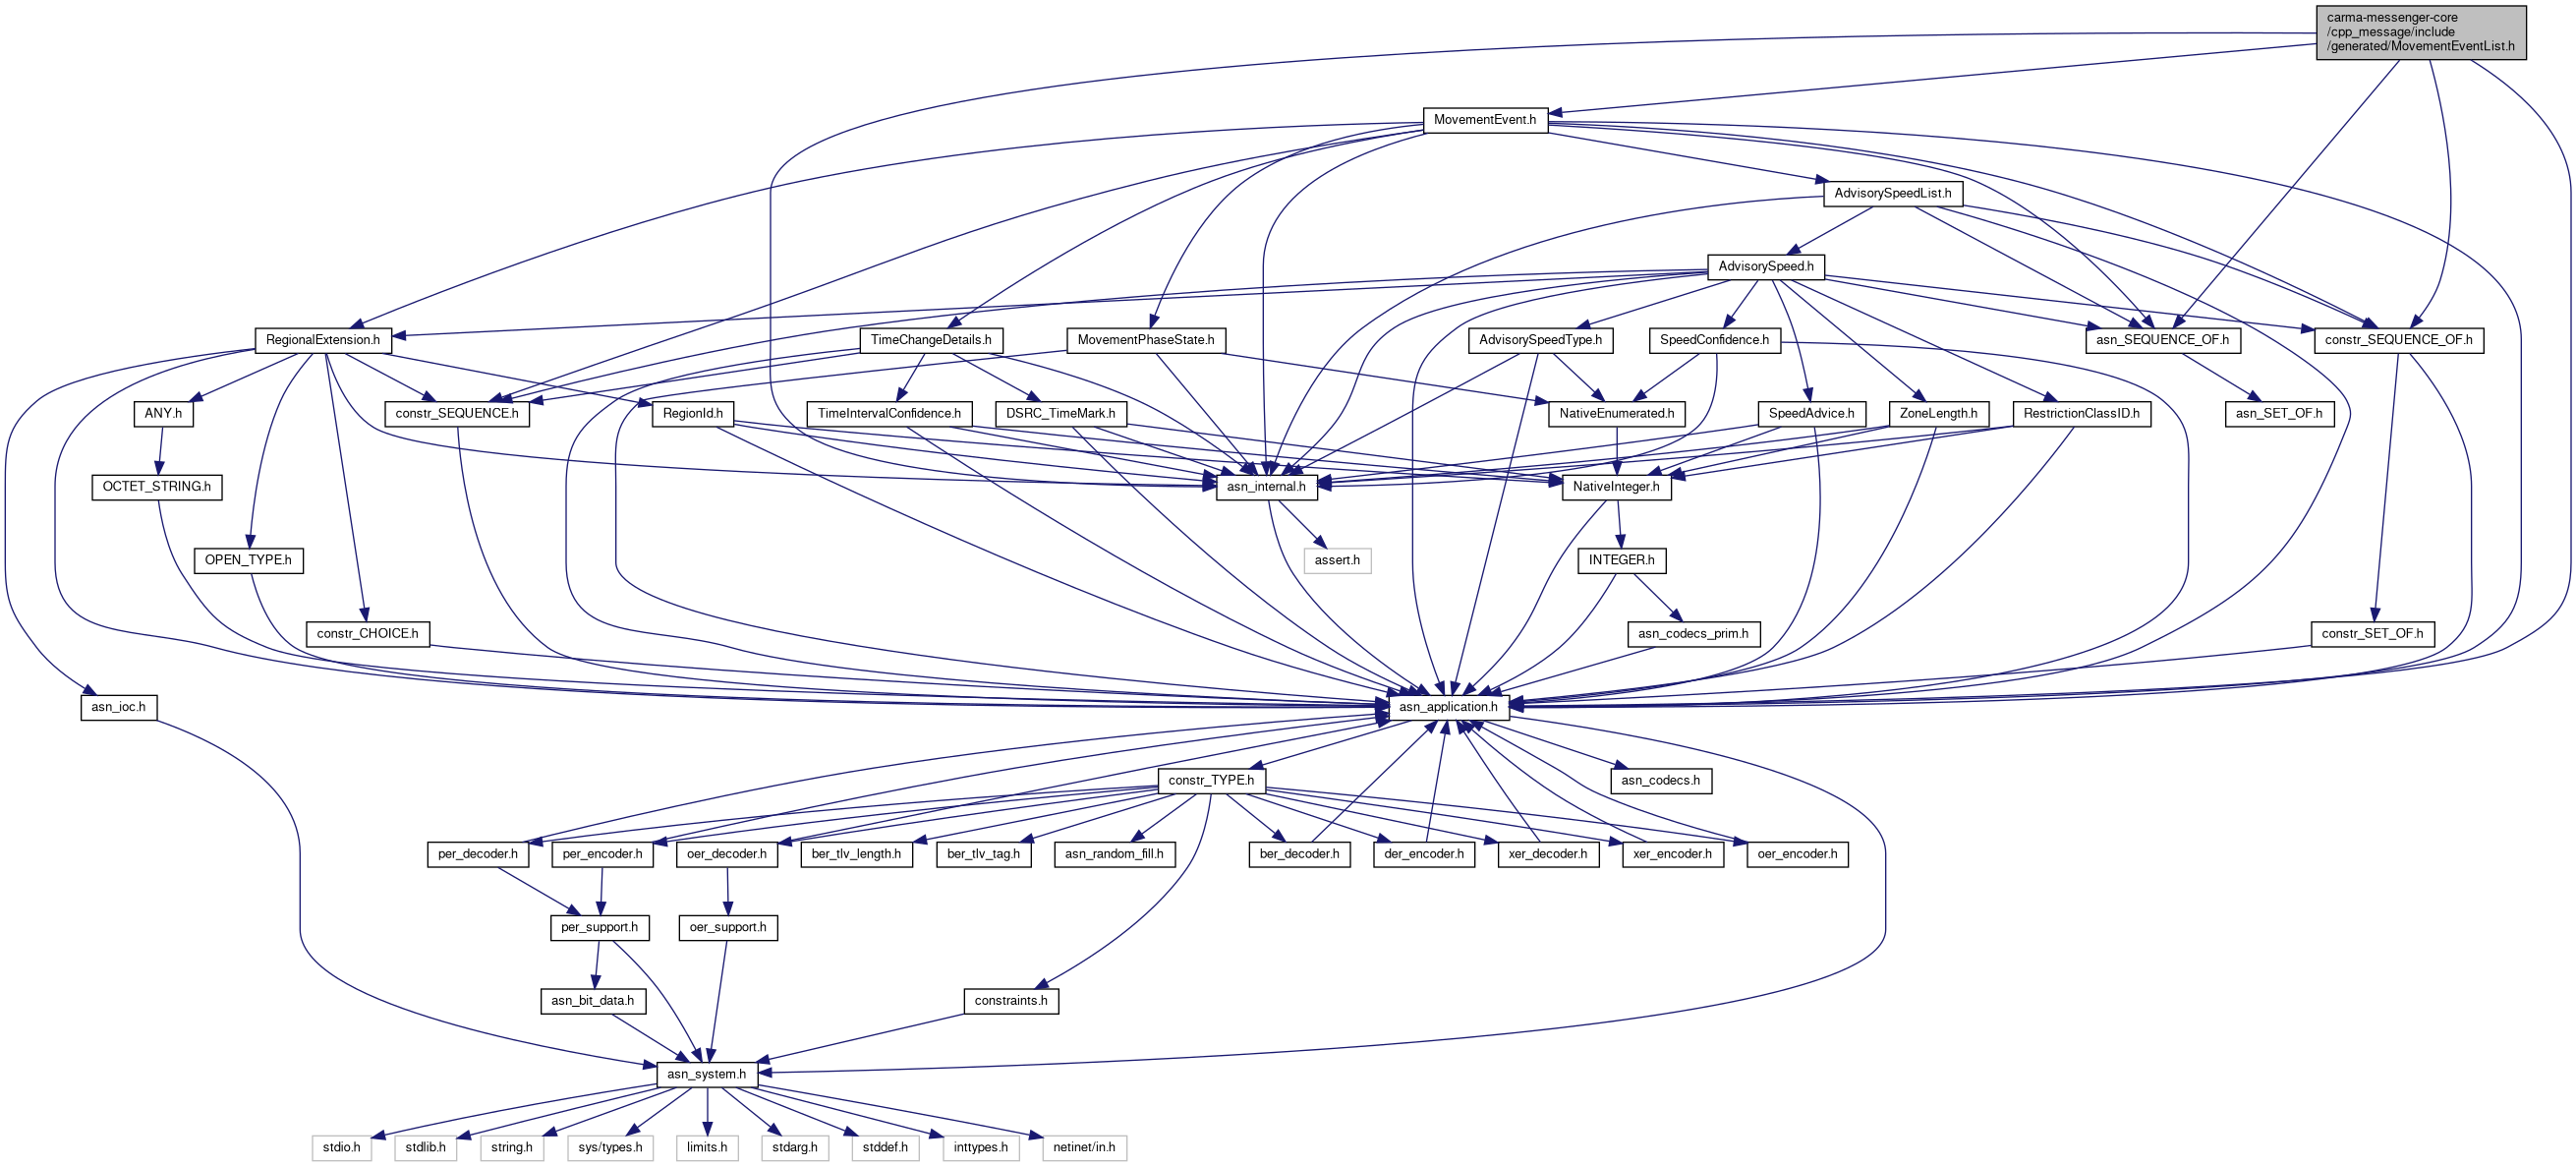 carma-messenger-core
/cpp_message/include
/generated/MovementEventList.h
MovementEvent.h
AdvisorySpeedList.h
AdvisorySpeed.h
RegionalExtension.h
TimeChangeDetails.h
MovementPhaseState.h
AdvisorySpeedType.h
SpeedConfidence.h
asn_SEQUENCE_OF.h
constr_SEQUENCE_OF.h
ANY.h
constr_SEQUENCE.h
RegionId.h
TimeIntervalConfidence.h
DSRC_TimeMark.h
NativeEnumerated.h
SpeedAdvice.h
ZoneLength.h
RestrictionClassID.h
asn_SET_OF.h
OCTET_STRING.h
asn_internal.h
NativeInteger.h
OPEN_TYPE.h
assert.h
INTEGER.h
constr_CHOICE.h
asn_codecs_prim.h
constr_SET_OF.h
asn_ioc.h
asn_application.h
constr_TYPE.h
asn_codecs.h
per_decoder.h
per_encoder.h
oer_decoder.h
ber_tlv_length.h
ber_tlv_tag.h
asn_random_fill.h
ber_decoder.h
der_encoder.h
xer_decoder.h
xer_encoder.h
oer_encoder.h
per_support.h
oer_support.h
asn_bit_data.h
constraints.h
asn_system.h
stdio.h
stdlib.h
string.h
sys/types.h
limits.h
stdarg.h
stddef.h
inttypes.h
netinet/in.h